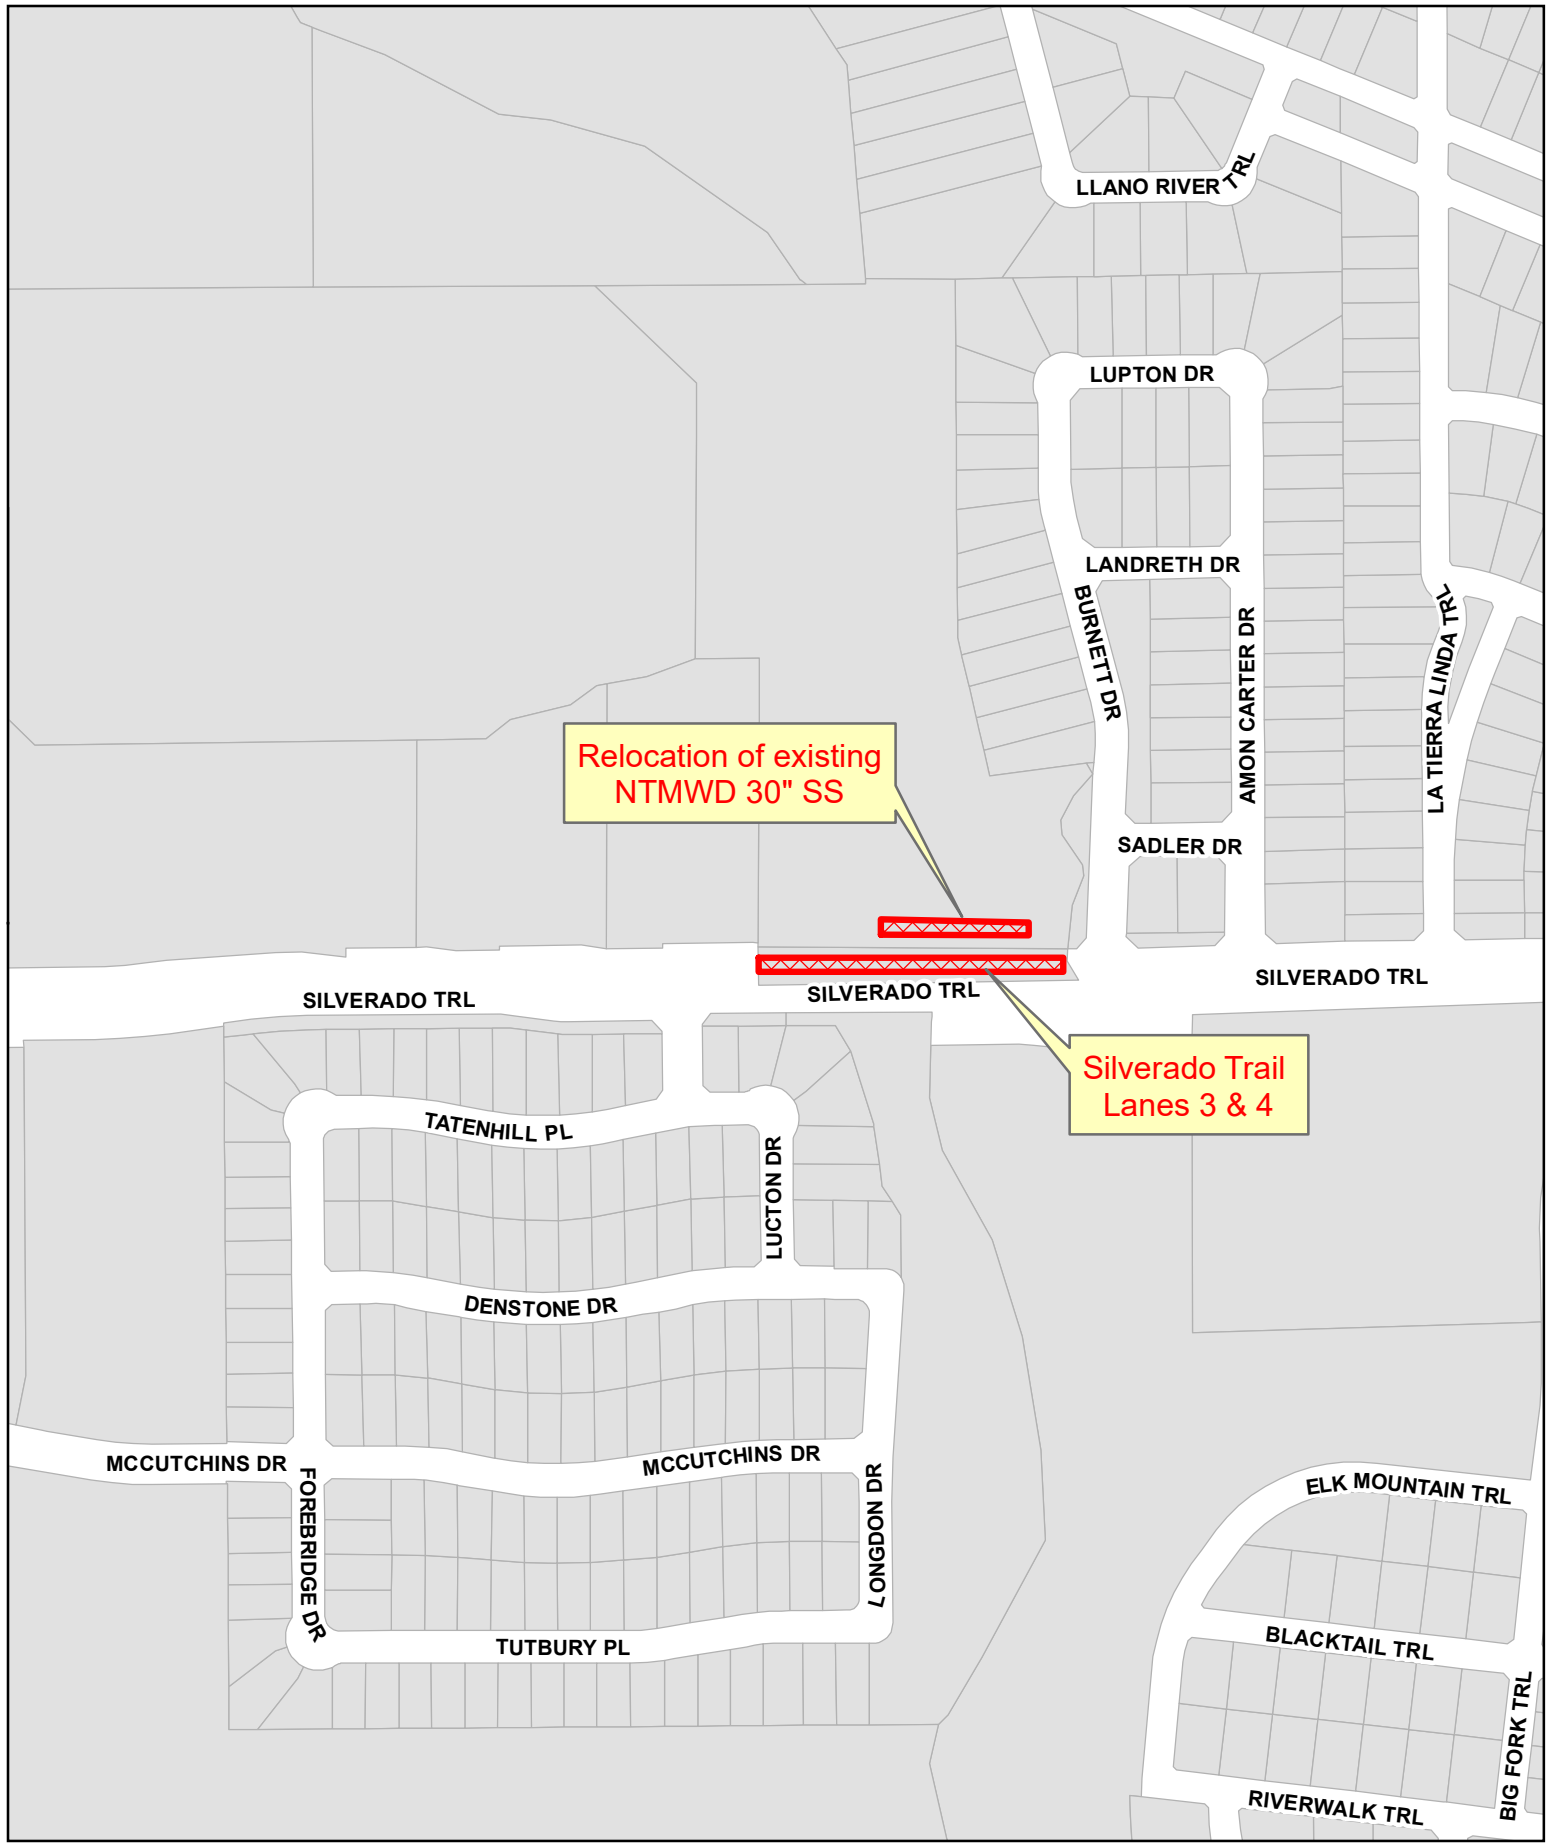 LLANO RIVER TRL
LUPTON DR
LANDRETH DR
BURNETT DR
AMON CARTER DR
LA TIERRA LINDA TRL
Relocation of existing
NTMWD 30" SS
SADLER DR
SILVERADO TRL
SILVERADO TRL
SILVERADO TRL
Silverado Trail
Lanes 3 & 4
TATENHILL PL
LUCTON DR
DENSTONE DR
MCCUTCHINS DR
MCCUTCHINS DR
FOREBRIDGE DR
LONGDON DR
TUTBURY PL
ELK MOUNTAIN TRL
BLACKTAIL TRL
BIG FORK TRL
RIVERWALK TRL